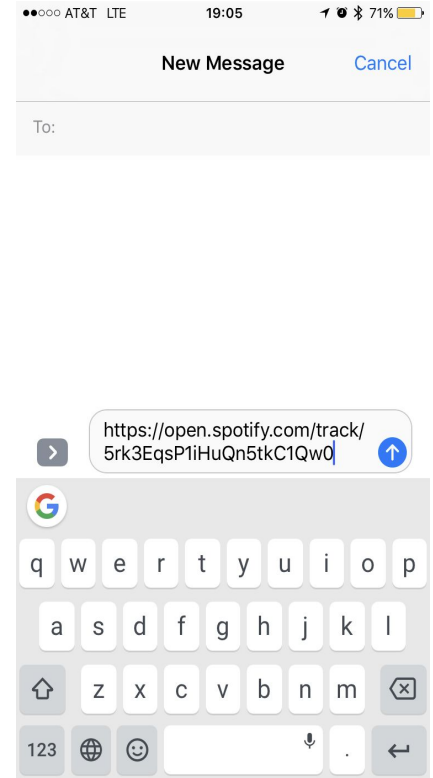 AT&T LTE 19:05 71%
New Message Cancel
To:
https://open.spotify.com/track/
5rk3EqsP1iHuQn5tkC1Qw0
G
q w e r t y u i o p
a s d f g h j k l
z x c v b n m
123 .